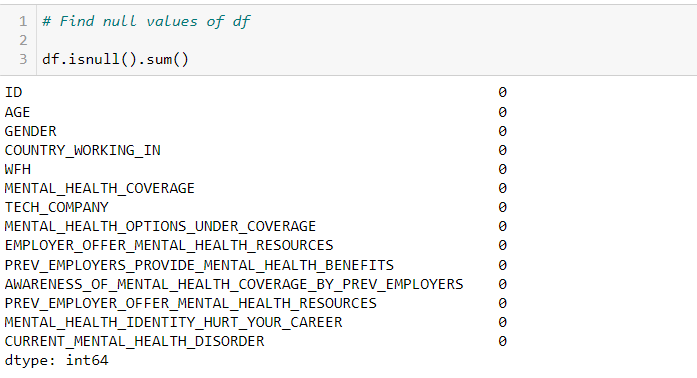 1 # Find null values of df
2
3 df.isnull().sum()
ID 0
AGE 0
GENDER 0
COUNTRY_WORKING_IN 0
WFH 0
MENTAL_HEALTH_COVERAGE 0
TECH_COMPANY 0
MENTAL_HEALTH_OPTIONS_UNDER_COVERAGE 0
EMPLOYER_OFFER_MENTAL_HEALTH_RESOURCES 0
PREV_EMPLOYERS_PROVIDE_MENTAL_HEALTH_BENEFITS 0
AWARENESS_OF_MENTAL_HEALTH_COVERAGE_BY_PREV_EMPLOYERS 0
PREV_EMPLOYER_OFFER_MENTAL_HEALTH_RESOURCES 0
MENTAL_HEALTH_IDENTITY_HURT_YOUR_CAREER 0
CURRENT_MENTAL_HEALTH_DISORDER 0
dtype: int64